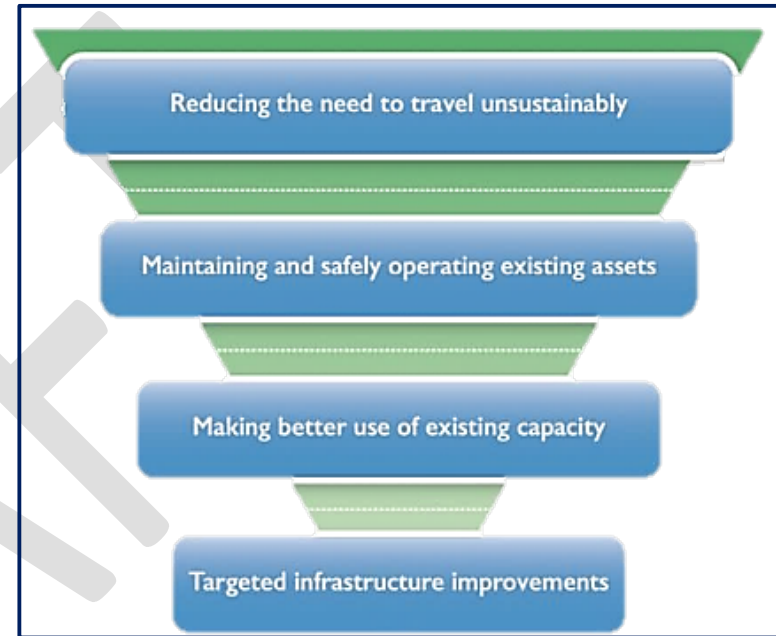 Reducing the need to travel unsustainably
Maintaining and safely operating existing assets
Making better use of existing capacity
Targeted infrastructure improvements